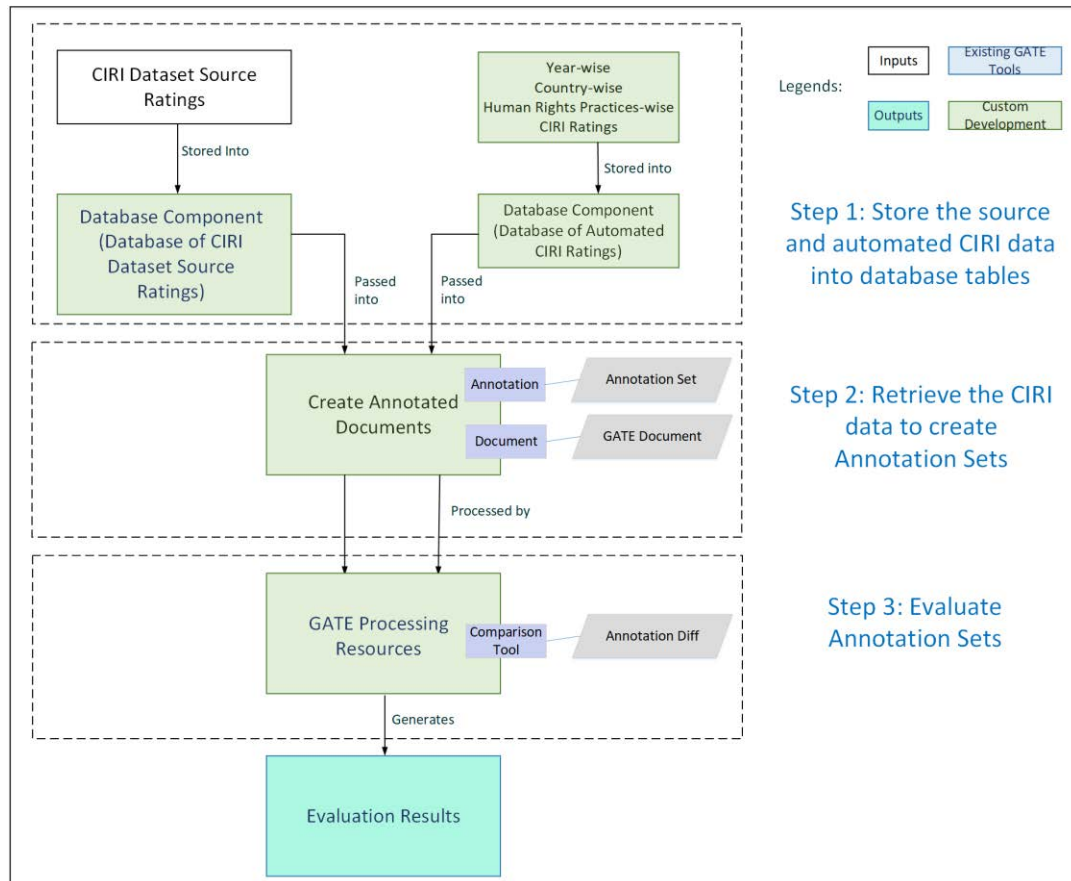 CIRI Dataset Source
Ratings
Year-wise
Country-wise
Human Rights Practices-wise
CIRI Ratings
Legends:
Inputs
Existing GATE
Tools
Outputs
Custom
Development
Stored Into
Stored into
Database Component
(Database of CIRI
Dataset Source
Ratings)
Database Component
(Database of Automated
CIRI Ratings)
Passed
into
Passed
into
Step 1: Store the source
and automated CIRI data
into database tables
Create Annotated
Documents
Annotation
Annotation Set
Document
GATE Document
Step 2: Retrieve the CIRI
data to create
Annotation Sets
Processed by
GATE Processing
Resources
Comparison
Tool
Annotation Diff
Step 3: Evaluate
Annotation Sets
Generates
Evaluation Results